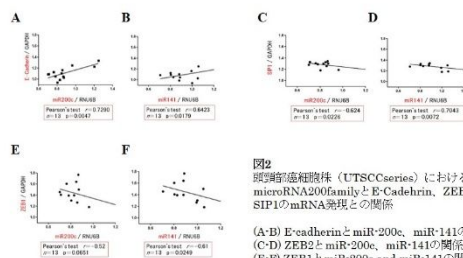 A
B
C
D
E-Cadherin / GAPDH
SIP1 / GAPDH
miR200c / RNU6B
miR141 / RNU6B
miR200c / RNU6B
miR141 / RNU6B
Pearson's test r=0.7290
n=13 p=0.0047
Pearson's test r=0.6423
n=13 p=0.0179
Pearson's test r=-0.624
n=13 p=0.0226
Pearson's test r=-0.7042
n=13 p=0.0072
E
F
ZEB1 / GAPDH
miR200c / RNU6B
miR141 / RNU6B
Pearson's test r=-0.52
n=13 p=0.0651
Pearson's test r=-0.61
n=13 p=0.0249
図2
頭頸部癌細胞株（UTSCCseries）における
microRNA200familyとE-Cadehrin、ZEB
SIP1のmRNA発現との関係
(A-B) E-cadherinとmiR-200c、miR-141の
(C-D) ZEB2とmiR-200c、miR-141の関係